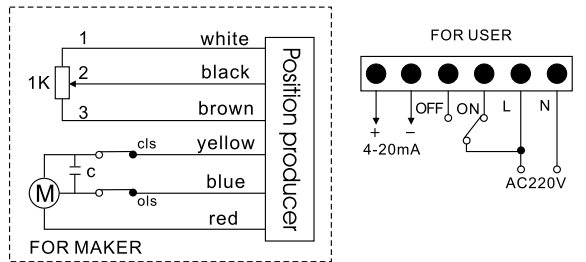 1 white
1K 2 black
3 brown
cls yellow
c
M
ols blue
red
Position producer
FOR MAKER
FOR USER
OFF ON L N
+ −
4-20mA
AC220V